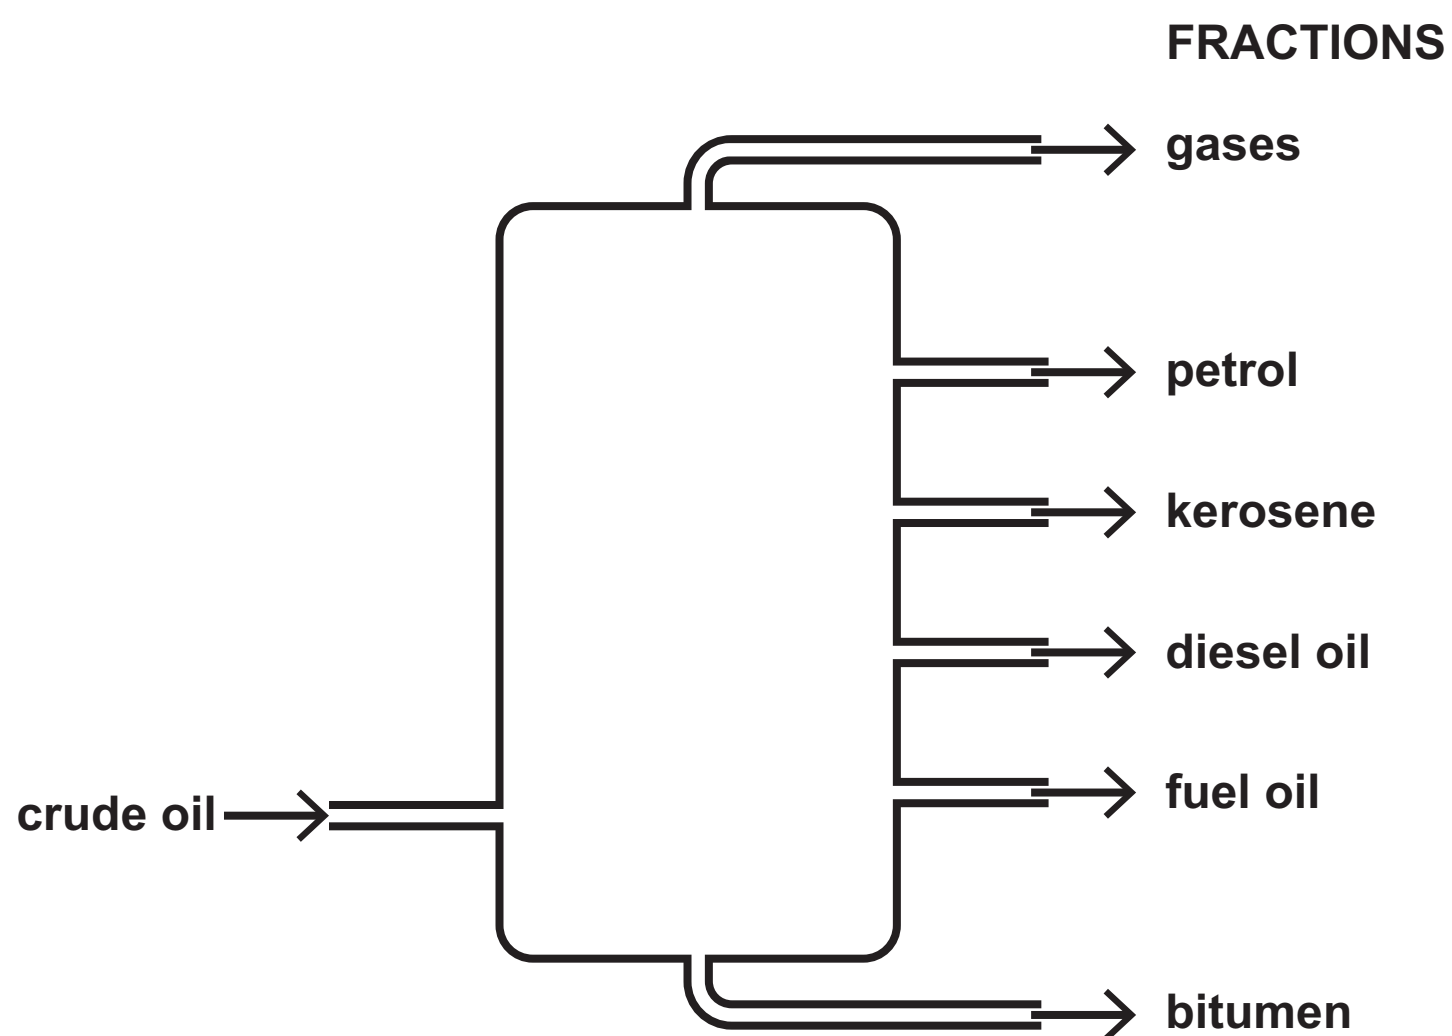 FRACTIONS
gases
petrol
kerosene
diesel oil
fuel oil
crude oil
bitumen